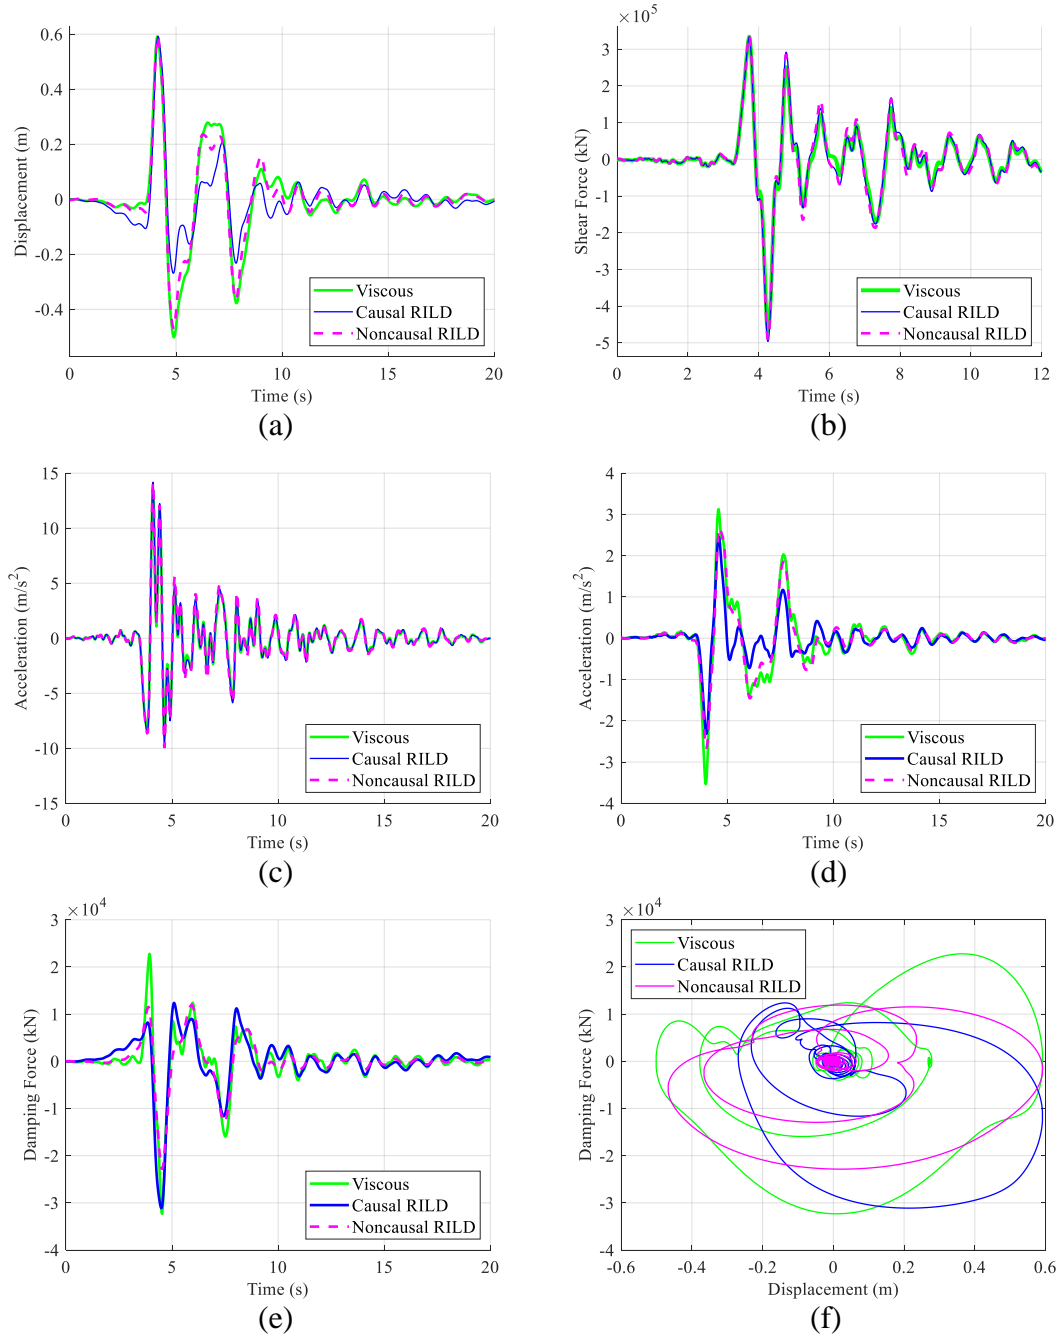 0.6
0.4
0.2
0
-0.2
-0.4
Displacement (m)
Viscous
Causal RILD
Noncausal RILD
0 5 10 15 20
Time (s)
(a)
×10^5
3
2
1
0
-1
-2
-3
-4
-5
Shear Force (kN)
Viscous
Causal RILD
Noncausal RILD
0 2 4 6 8 10 12
Time (s)
(b)
15
10
5
0
-5
-10
-15
Acceleration (m/s^2)
Viscous
Causal RILD
Noncausal RILD
0 5 10 15 20
Time (s)
(c)
4
3
2
1
0
-1
-2
-3
-4
Acceleration (m/s^2)
Viscous
Causal RILD
Noncausal RILD
0 5 10 15 20
Time (s)
(d)
×10^4
3
2
1
0
-1
-2
-3
-4
Damping Force (kN)
Viscous
Causal RILD
Noncausal RILD
0 5 10 15 20
Time (s)
(e)
×10^4
3
2
1
0
-1
-2
-3
-4
Damping Force (kN)
Viscous
Causal RILD
Noncausal RILD
-0.6 -0.4 -0.2 0 0.2 0.4 0.6
Displacement (m)
(f)